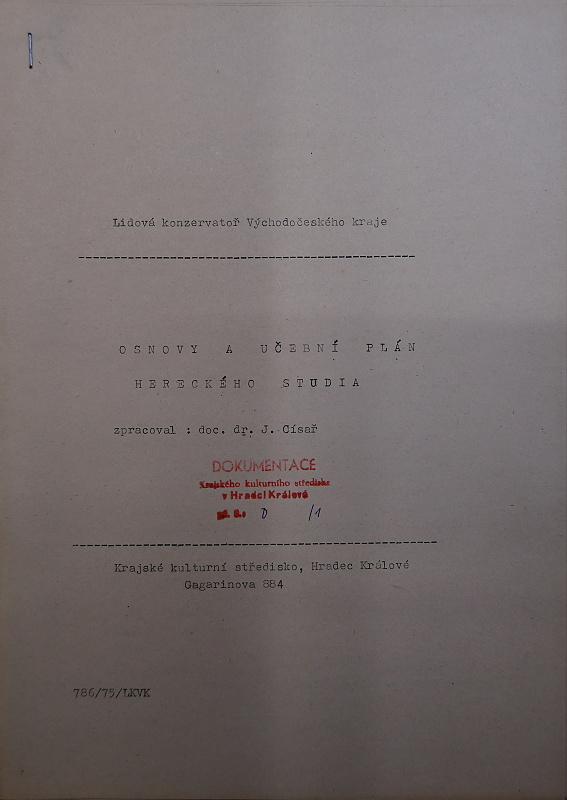 Lidová konzervatoř Východočeského kraje
OSNOVY A UČEBNÍ PLÁN
HERECKÉHO STUDIA
zpracoval : doc. dr. J. Císař
DOKUMENTACE
Krajského kulturního střediska
v Hradci Králové
D /1
Krajské kulturní středisko, Hradec Králové
Gagarinova 884
786/75/LKVK